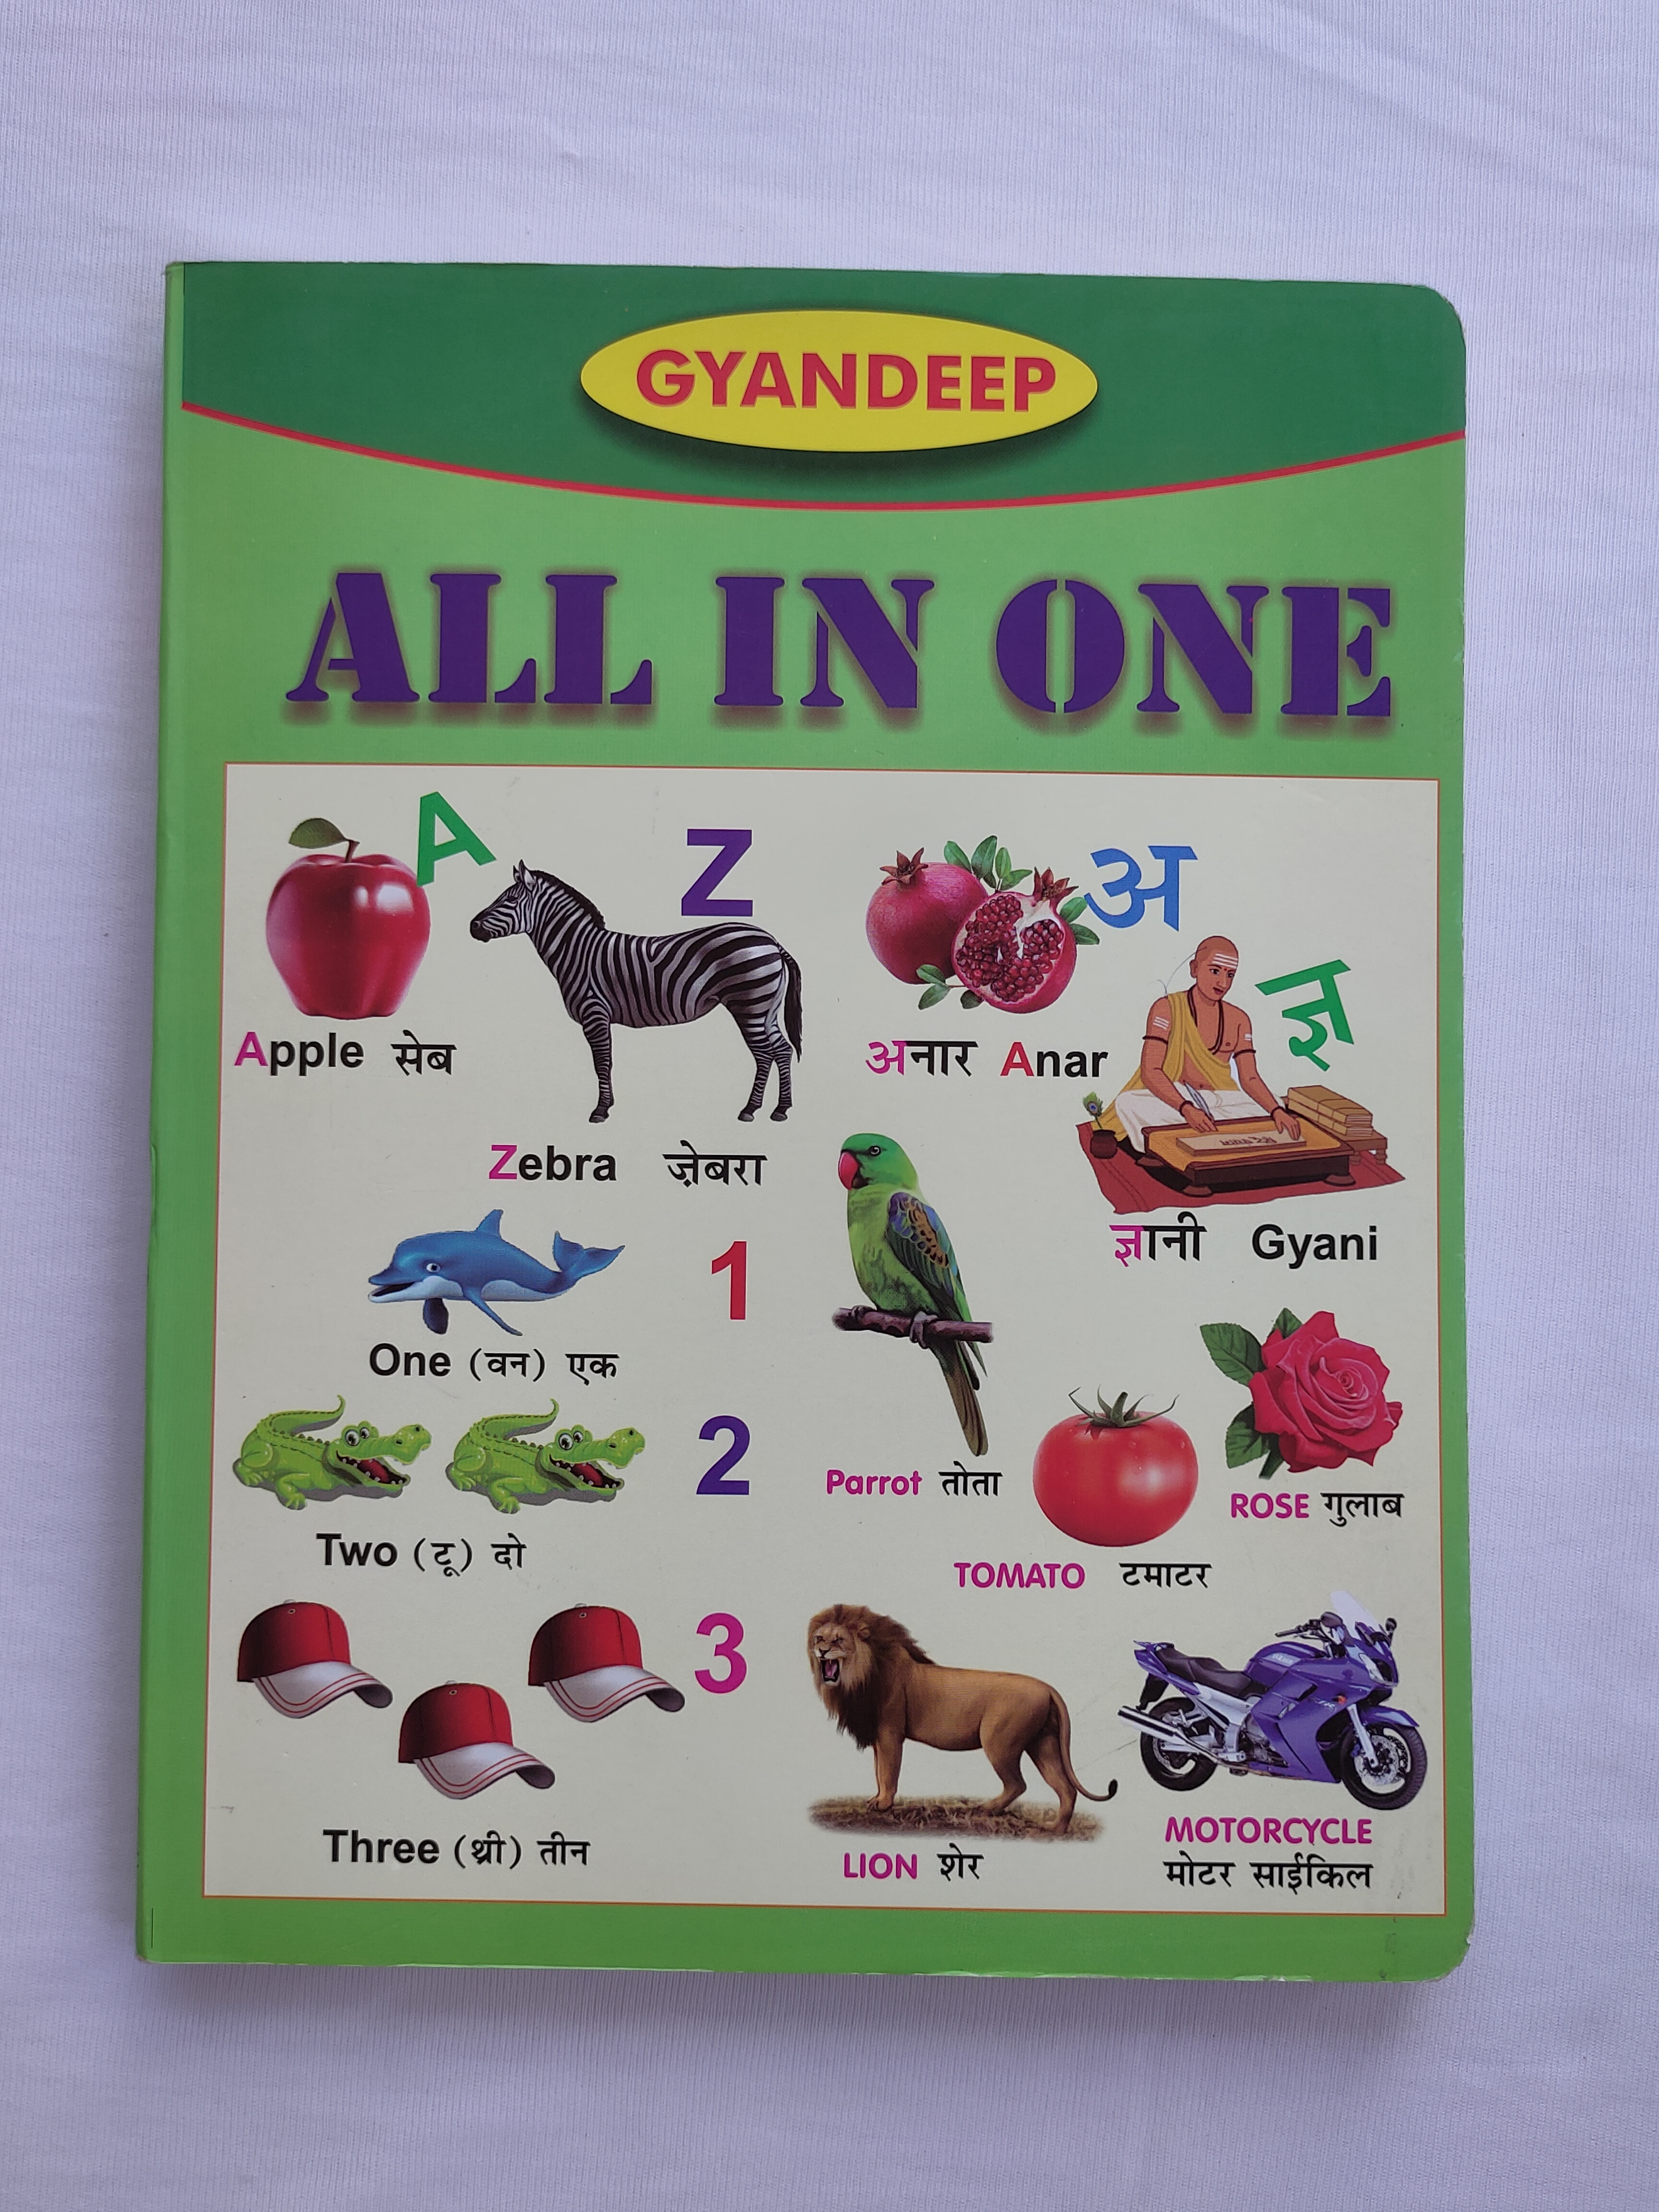 GYANDEEP
ALL IN ONE
A
Z
अ
ज्ञ
Apple सेब
Zebra ज़ेबरा
अनार Anar
ज्ञानी Gyani
1
One (वन) एक
2
Two (टू) दो
3
Three (थ्री) तीन
Parrot तोता
ROSE गुलाब
TOMATO टमाटर
LION शेर
MOTORCYCLE
मोटर साईकिल